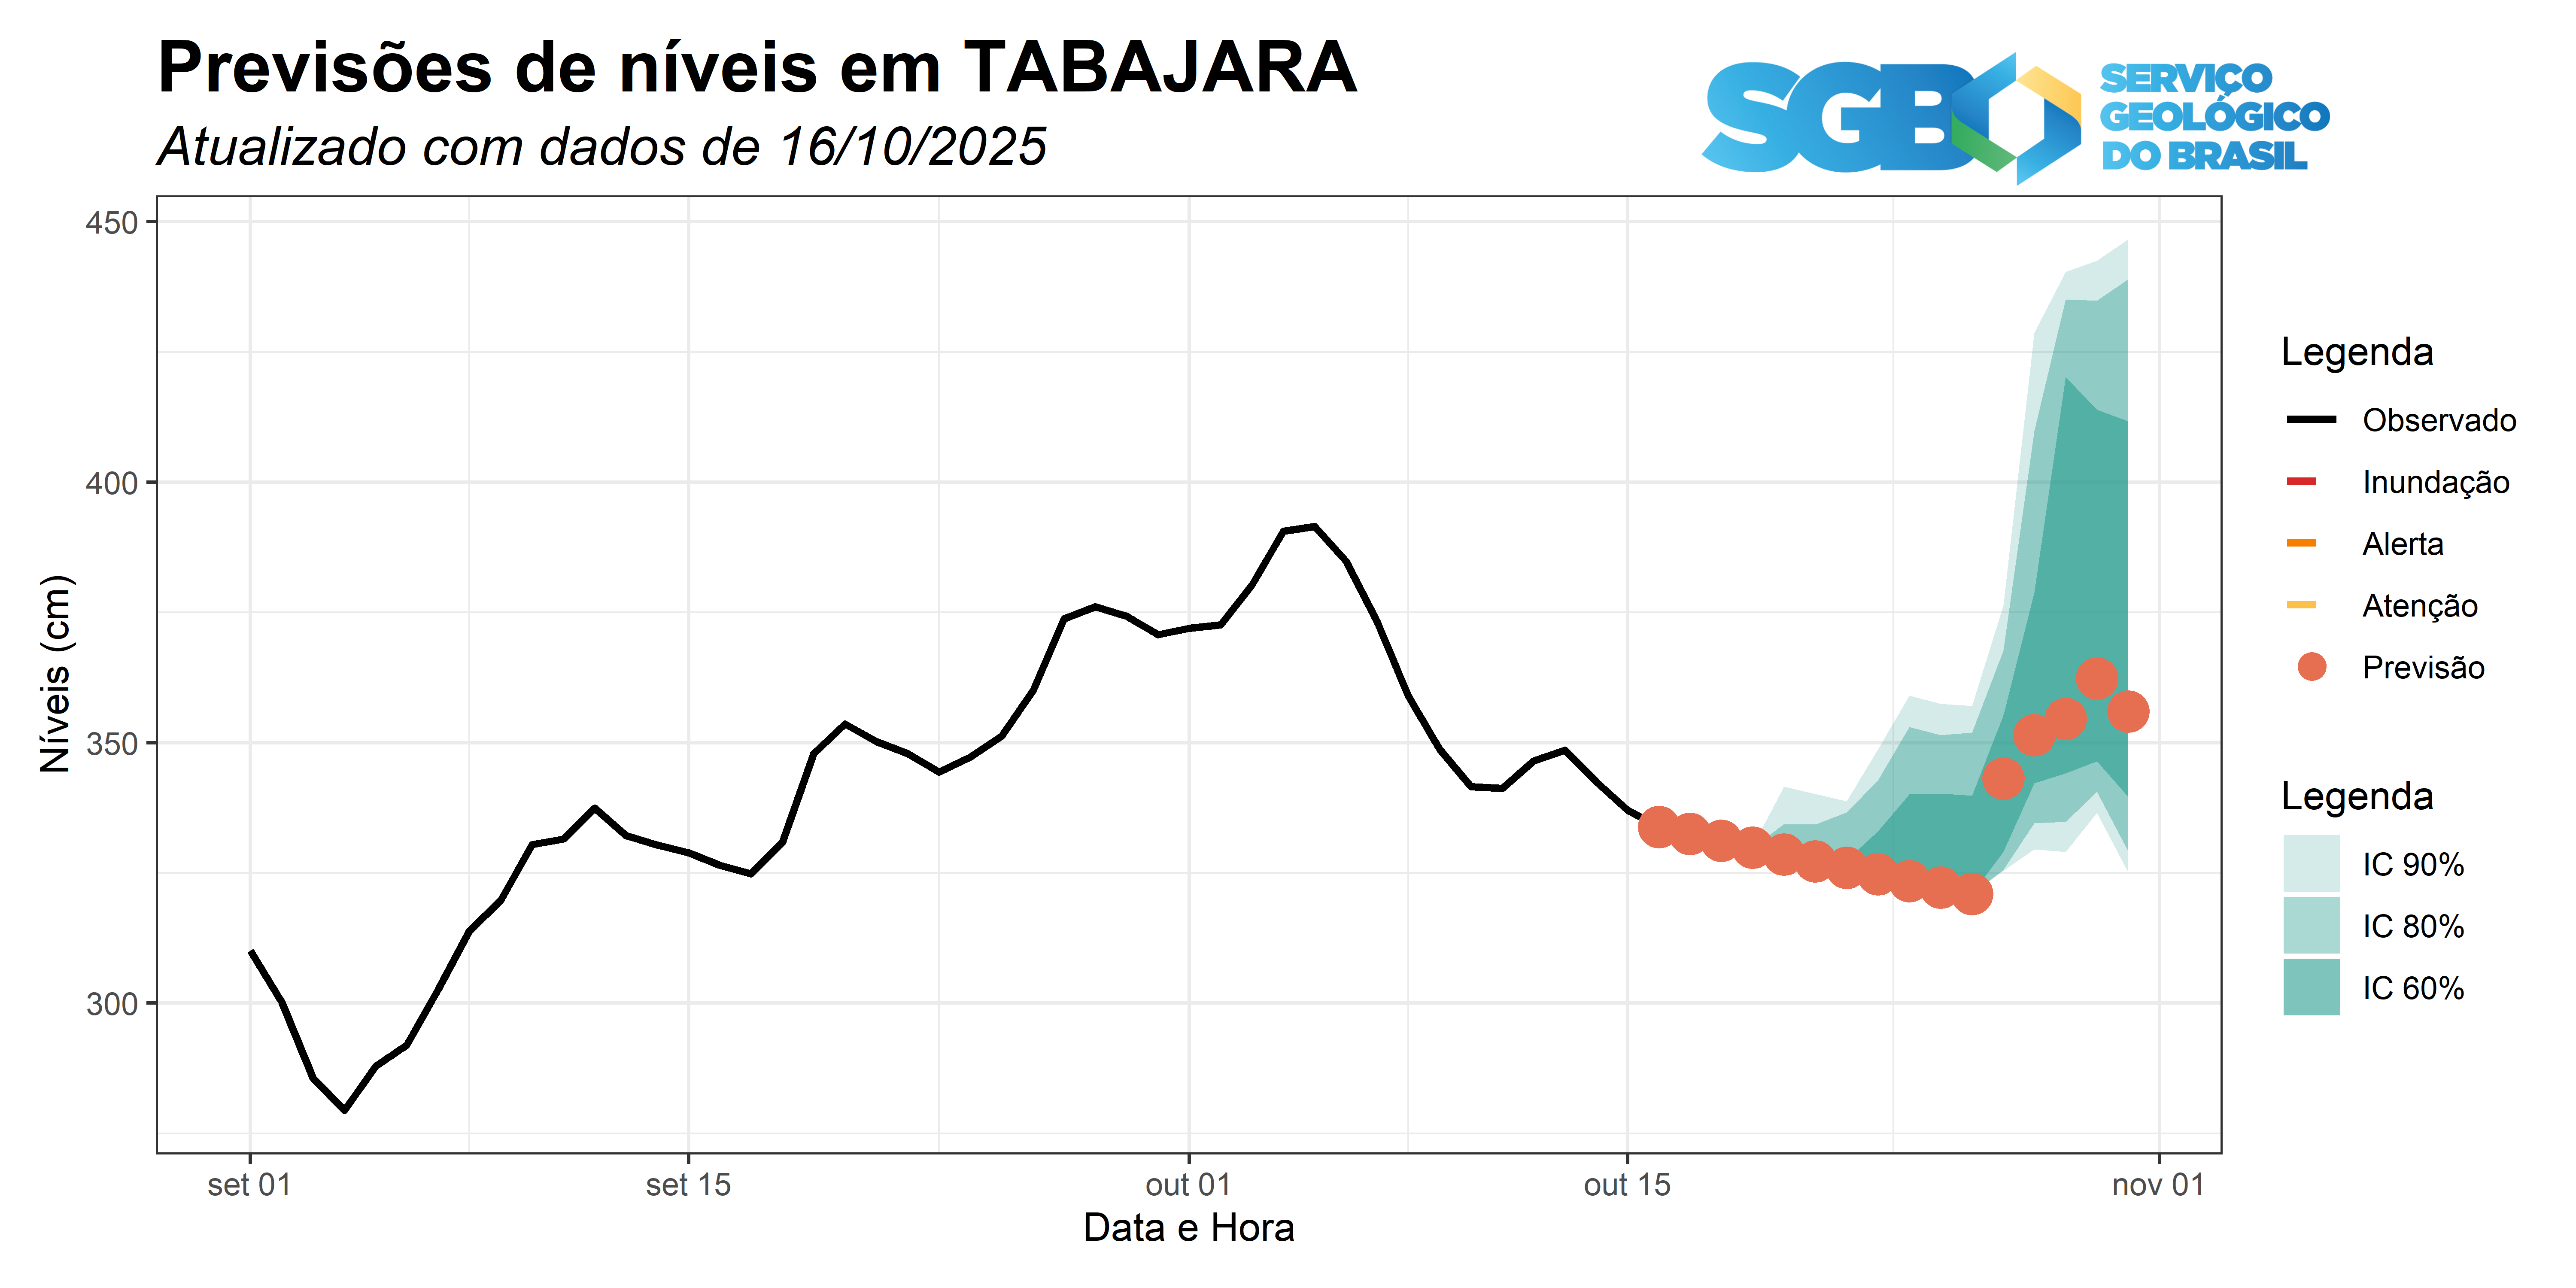 Previsões de níveis em TABAJARA
Atualizado com dados de 16/10/2025
SGB
SERVIÇO
GEOLÓGICO
DO BRASIL
450
400
350
300
Níveis (cm)
set 01
set 15
out 01
out 15
nov 01
Data e Hora
Legenda
Observado
Inundação
Alerta
Atenção
Previsão
Legenda
IC 90%
IC 80%
IC 60%